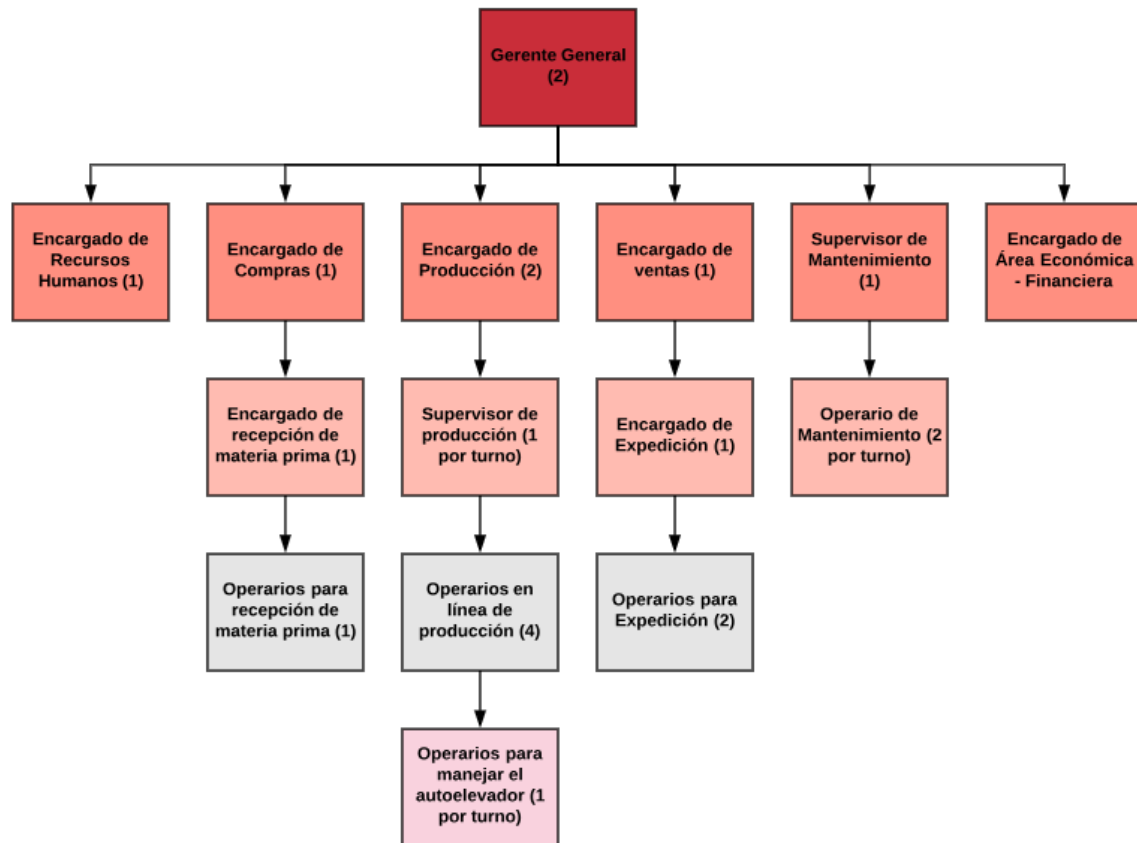 Gerente General
(2)
Encargado de
Recursos
Humanos (1)
Encargado de
Compras (1)
Encargado de
Producción (2)
Encargado de
ventas (1)
Supervisor de
Mantenimiento
(1)
Encargado de
Área Económica
- Financiera
Encargado de
recepción de
materia prima (1)
Supervisor de
producción (1
por turno)
Encargado de
Expedición (1)
Operario de
Mantenimiento (2
por turno)
Operarios para
recepción de
materia prima (1)
Operarios en
línea de
producción (4)
Operarios para
Expedición (2)
Operarios para
manejar el
autoelevador (1
por turno)